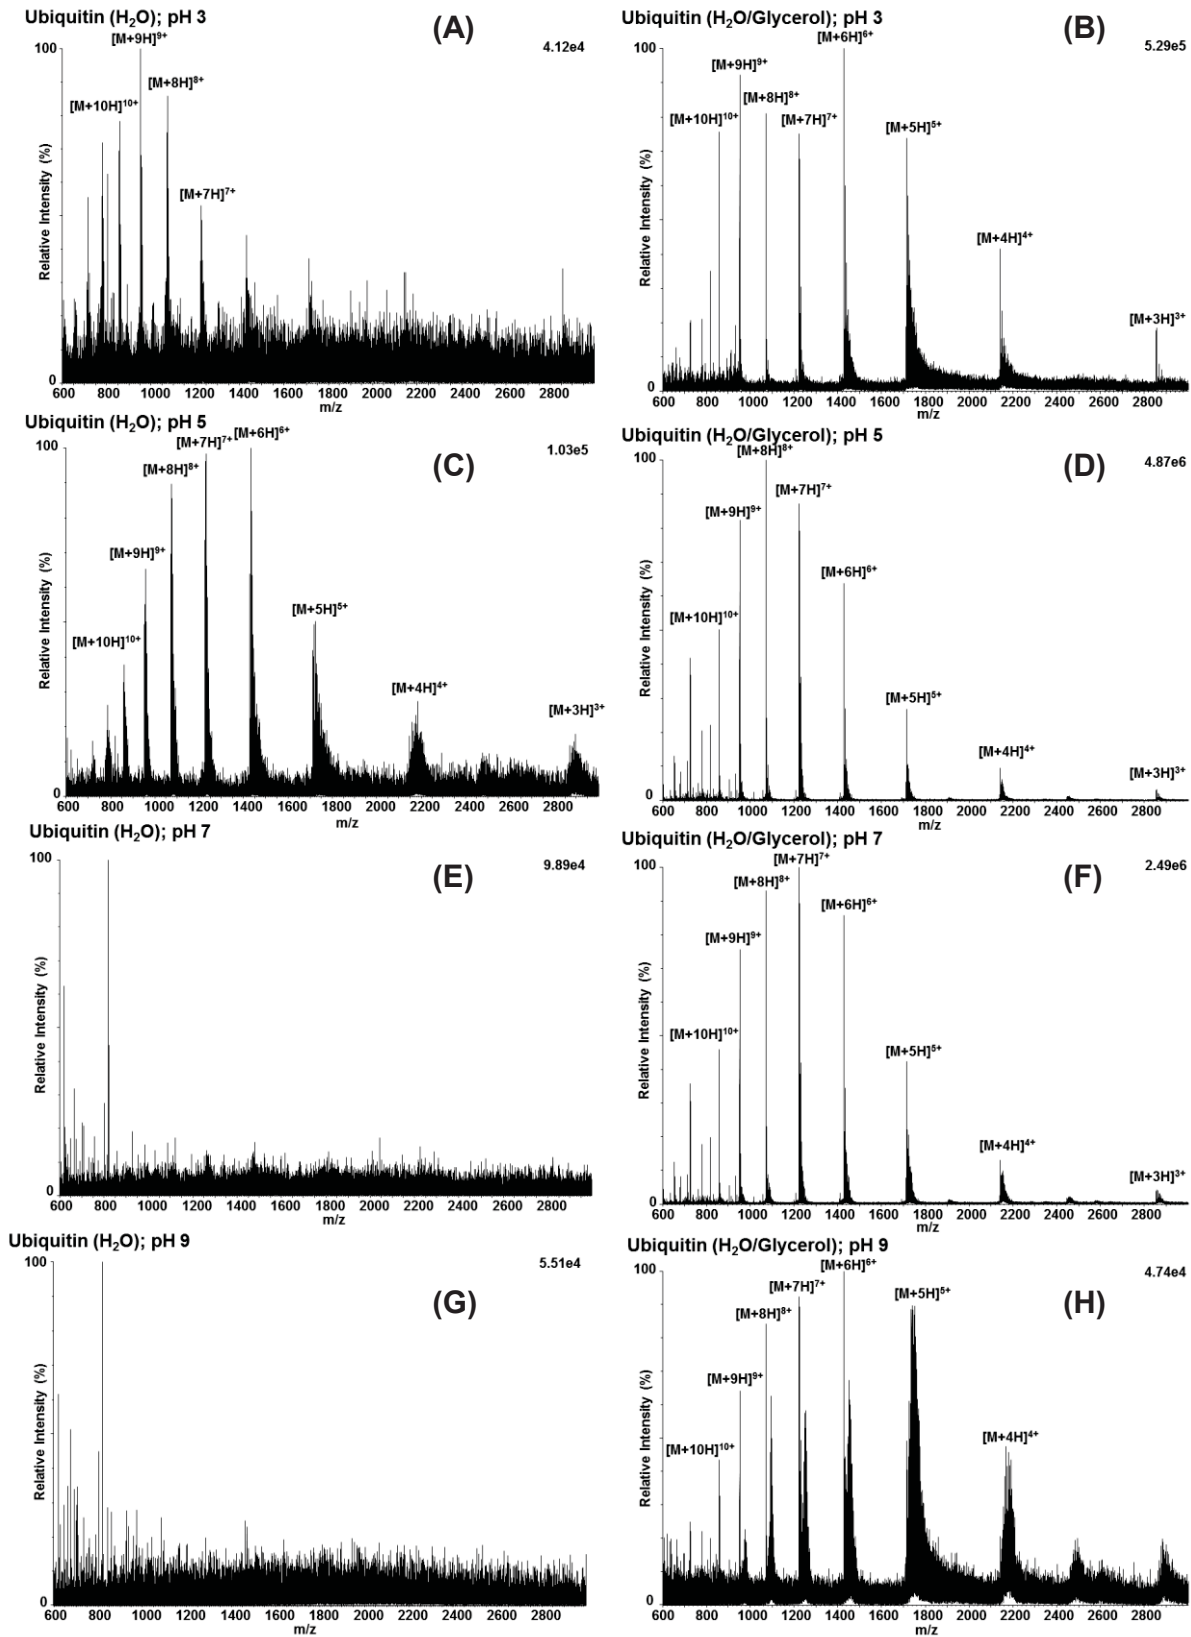 Ubiquitin (H₂O); pH 3
(A)
4.12e4
[M+9H]⁹⁺
[M+8H]⁸⁺
[M+10H]¹⁰⁺
[M+7H]⁷⁺
100
Relative Intensity (%)
0
600 800 1000 1200 1400 1600 1800 2000 2200 2400 2600 2800
m/z
Ubiquitin (H₂O/Glycerol); pH 3
(B)
5.29e5
[M+6H]⁶⁺
[M+9H]⁹⁺
[M+8H]⁸⁺
[M+10H]¹⁰⁺
[M+7H]⁷⁺
[M+5H]⁵⁺
[M+4H]⁴⁺
[M+3H]³⁺
100
Relative Intensity (%)
0
600 800 1000 1200 1400 1600 1800 2000 2200 2400 2600 2800
m/z
Ubiquitin (H₂O); pH 5
(C)
1.03e5
[M+7H]⁷⁺
[M+6H]⁶⁺
[M+8H]⁸⁺
[M+9H]⁹⁺
[M+5H]⁵⁺
[M+10H]¹⁰⁺
[M+4H]⁴⁺
[M+3H]³⁺
100
Relative Intensity (%)
0
600 800 1000 1200 1400 1600 1800 2000 2200 2400 2600 2800
m/z
Ubiquitin (H₂O/Glycerol); pH 5
(D)
4.87e6
[M+8H]⁸⁺
[M+7H]⁷⁺
[M+9H]⁹⁺
[M+6H]⁶⁺
[M+10H]¹⁰⁺
[M+5H]⁵⁺
[M+4H]⁴⁺
[M+3H]³⁺
100
Relative Intensity (%)
0
600 800 1000 1200 1400 1600 1800 2000 2200 2400 2600 2800
m/z
Ubiquitin (H₂O); pH 7
(E)
9.89e4
100
Relative Intensity (%)
0
600 800 1000 1200 1400 1600 1800 2000 2200 2400 2600 2800
m/z
Ubiquitin (H₂O/Glycerol); pH 7
(F)
2.49e6
[M+7H]⁷⁺
[M+8H]⁸⁺
[M+6H]⁶⁺
[M+9H]⁹⁺
[M+10H]¹⁰⁺
[M+5H]⁵⁺
[M+4H]⁴⁺
[M+3H]³⁺
100
Relative Intensity (%)
0
600 800 1000 1200 1400 1600 1800 2000 2200 2400 2600 2800
m/z
Ubiquitin (H₂O); pH 9
(G)
5.51e4
100
Relative Intensity (%)
0
600 800 1000 1200 1400 1600 1800 2000 2200 2400 2600 2800
m/z
Ubiquitin (H₂O/Glycerol); pH 9
(H)
4.74e4
[M+6H]⁶⁺
[M+7H]⁷⁺
[M+5H]⁵⁺
[M+8H]⁸⁺
[M+9H]⁹⁺
[M+10H]¹⁰⁺
[M+4H]⁴⁺
100
Relative Intensity (%)
0
600 800 1000 1200 1400 1600 1800 2000 2200 2400 2600 2800
m/z